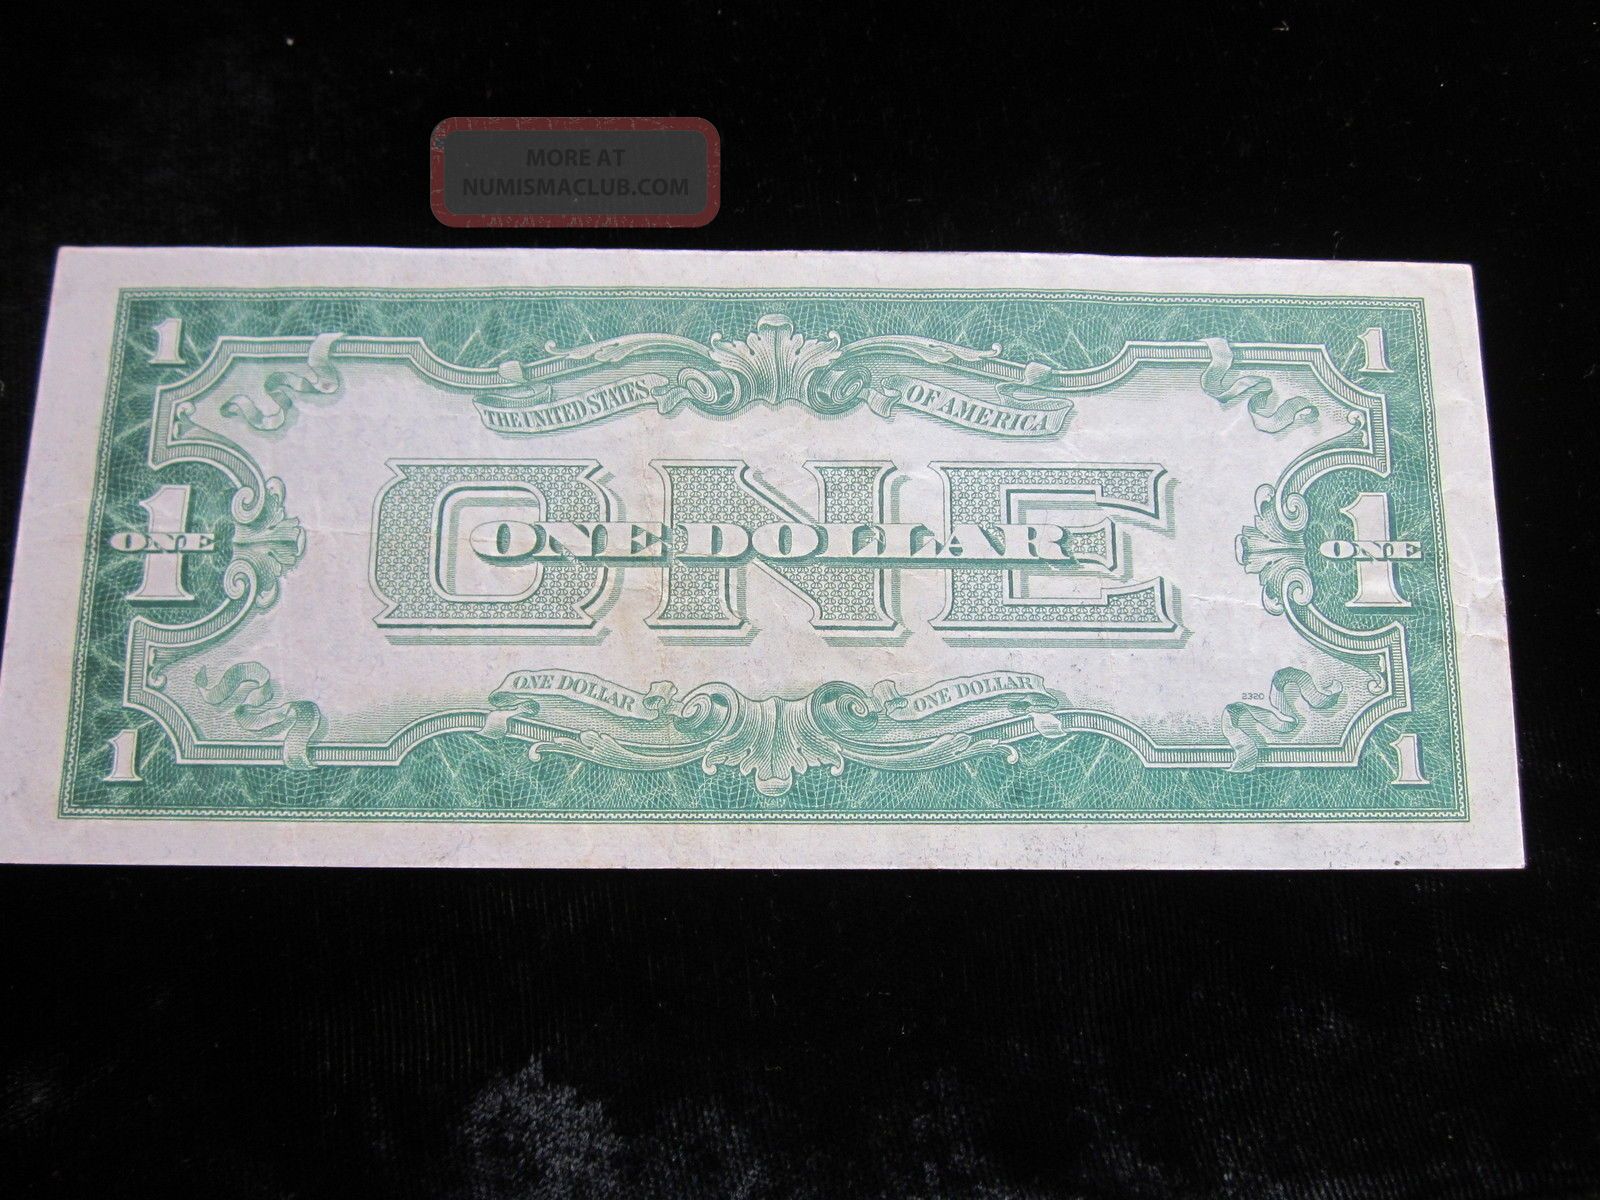 MORE AT
NUMISMACLUB.COM
1 1
THE UNITED STATES OF AMERICA
ONE
1 ONE DOLLAR 1
ONE ONE
ONE DOLLAR ONE DOLLAR
2320
1 1